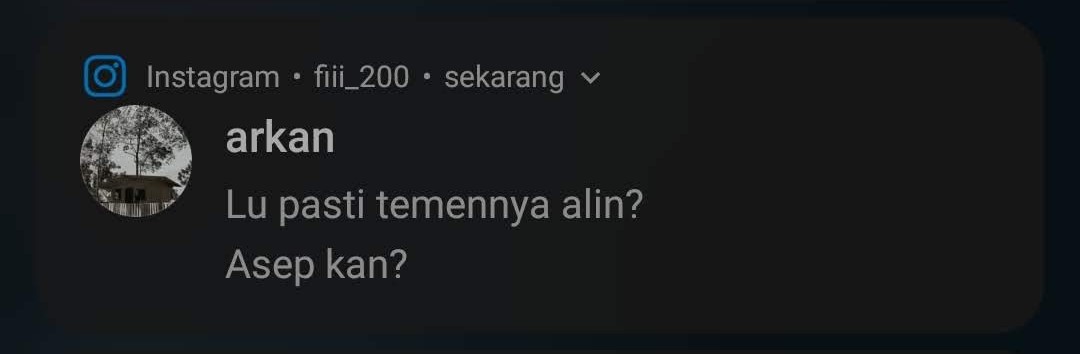 Instagram • fiii_200 • sekarang
arkan
Lu pasti temennya alin?
Asep kan?